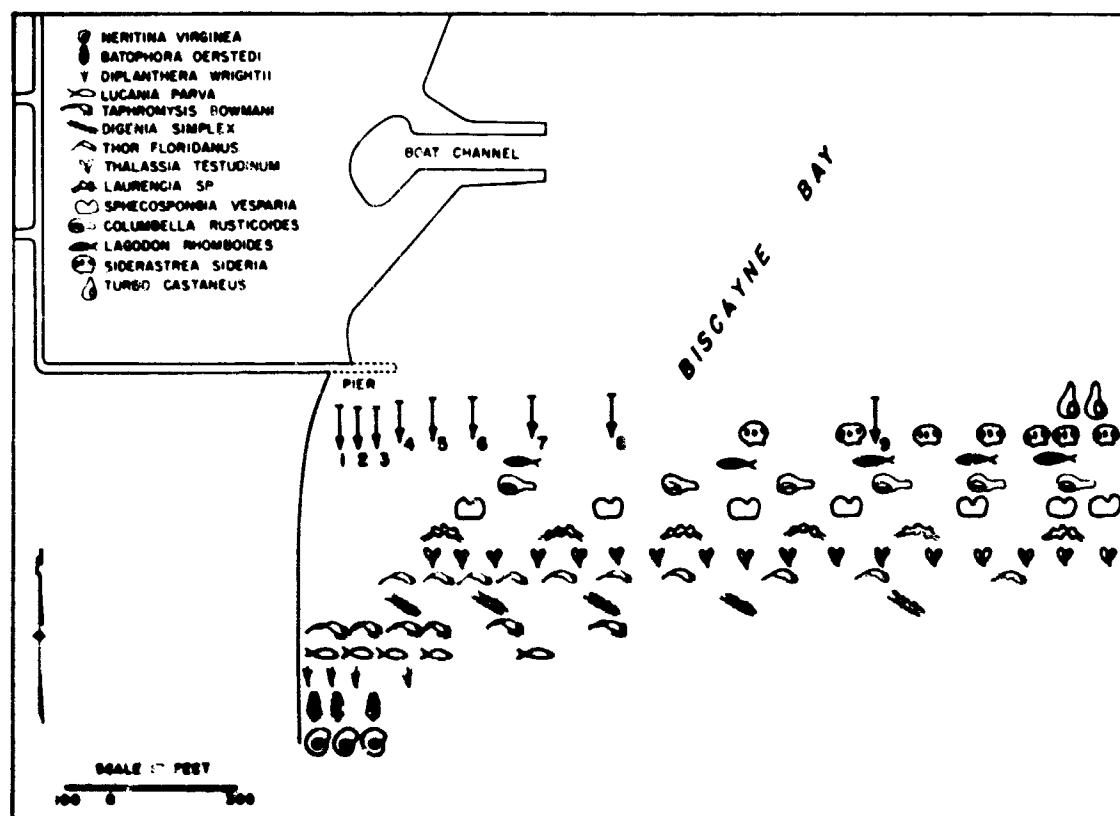 NERITINA VIRGINEA
BATOPHORA OERSTEDI
DIPLANTHERA WRIGHTII
LUCANIA PARVA
TAPHROMYSIS BOWMANI
DIGENIA SIMPLEX
THOR FLORIDANUS
THALASSIA TESTUDINUM
LAURENCIA SP
SPHECOSPONGIA VESPARIA
COLUMBELLA RUSTICOIDES
LAGODON RHOMBOIDES
SIDERASTREA SIDERIA
TURBO CASTANEUS
BOAT CHANNEL
BISCAYNE BAY
PIER
1 2 3 4 5 6 7 8 9
SCALE FEET
0